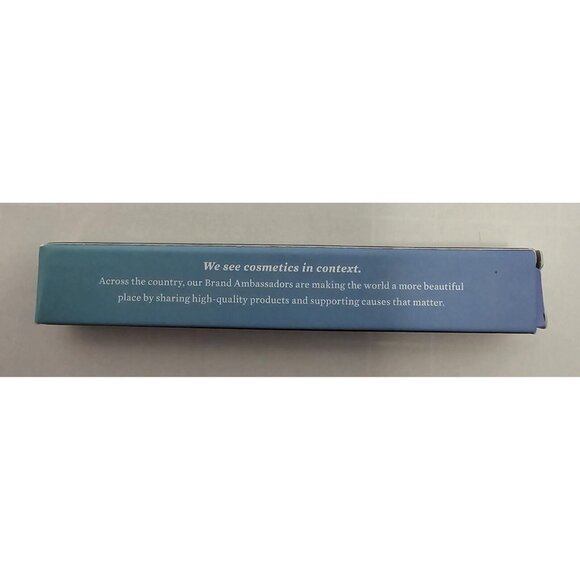 We see cosmetics in context.
Across the country, our Brand Ambassadors are making the world a more beautiful
place by sharing high-quality products and supporting causes that matter.